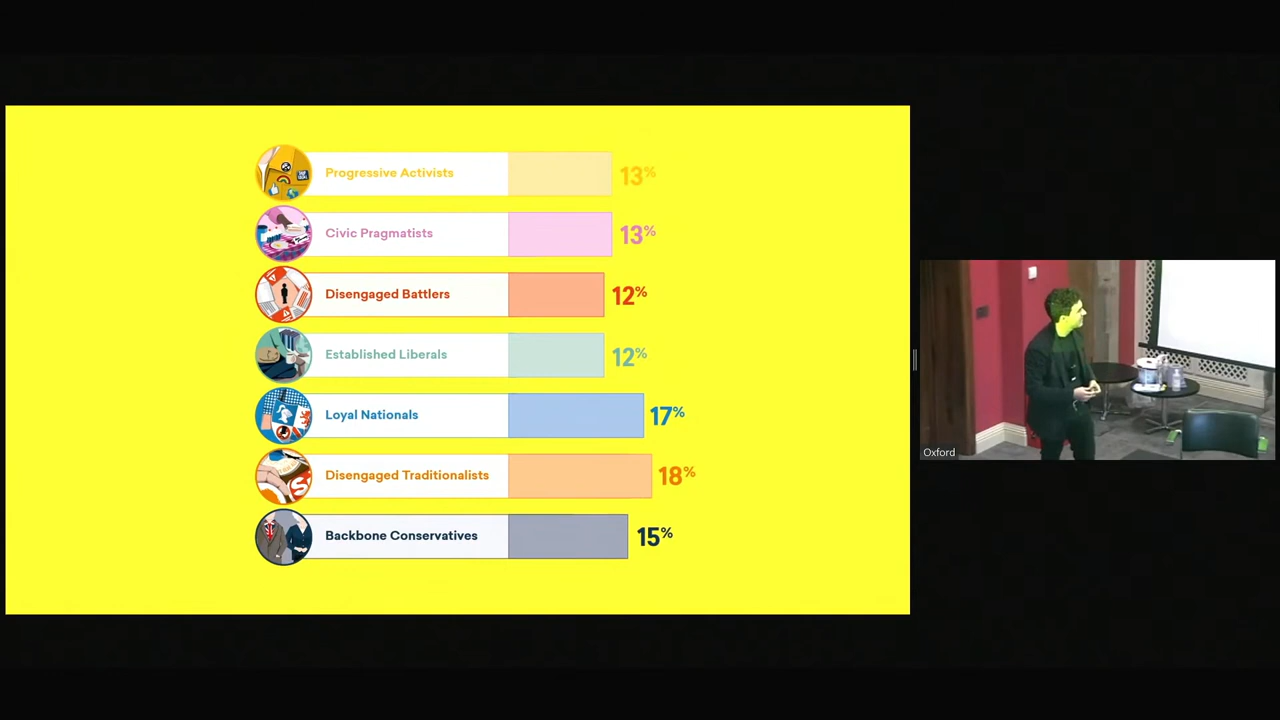 Progressive Activists 13%
Civic Pragmatists 13%
Disengaged Battlers 12%
Established Liberals 12%
Loyal Nationals 17%
Disengaged Traditionalists 18%
Backbone Conservatives 15%
Oxford